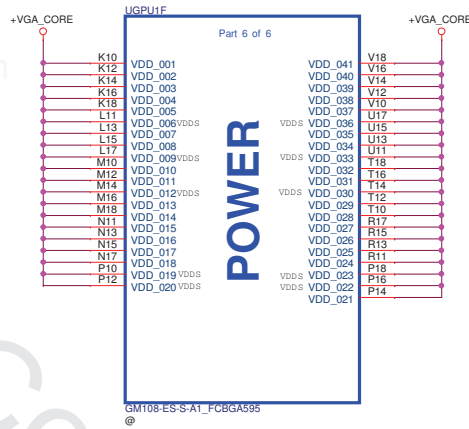 UGPU1F
+VGA_CORE +VGA_CORE
Part 6 of 6
K10 VDD_001 VDD_041 V18
K12 VDD_002 VDD_040 V16
K14 VDD_003 VDD_039 V14
K16 VDD_004 VDD_038 V12
K18 VDD_005 VDD_037 V10
L11 VDD_006 VDDS VDDS VDD_036 U17
L13 VDD_007 VDD_035 U15
L15 VDD_008 VDD_034 U13
L17 VDD_009 VDDS VDDS VDD_033 U11
M10 VDD_010 VDD_032 T18
M12 VDD_011 VDD_031 T16
M14 VDD_012 VDDS VDDS VDD_030 T14
M16 VDD_013 VDD_029 T12
M18 VDD_014 VDD_028 T10
N11 VDD_015 VDD_027 R17
N13 VDD_016 VDD_026 R15
N15 VDD_017 VDD_025 R13
N17 VDD_018 VDD_024 R11
P10 VDD_019 VDDS VDDS VDD_023 P18
P12 VDD_020 VDDS VDDS VDD_022 P16
VDD_021 P14
POWER
GM108-ES-S-A1_FCBGA595
@